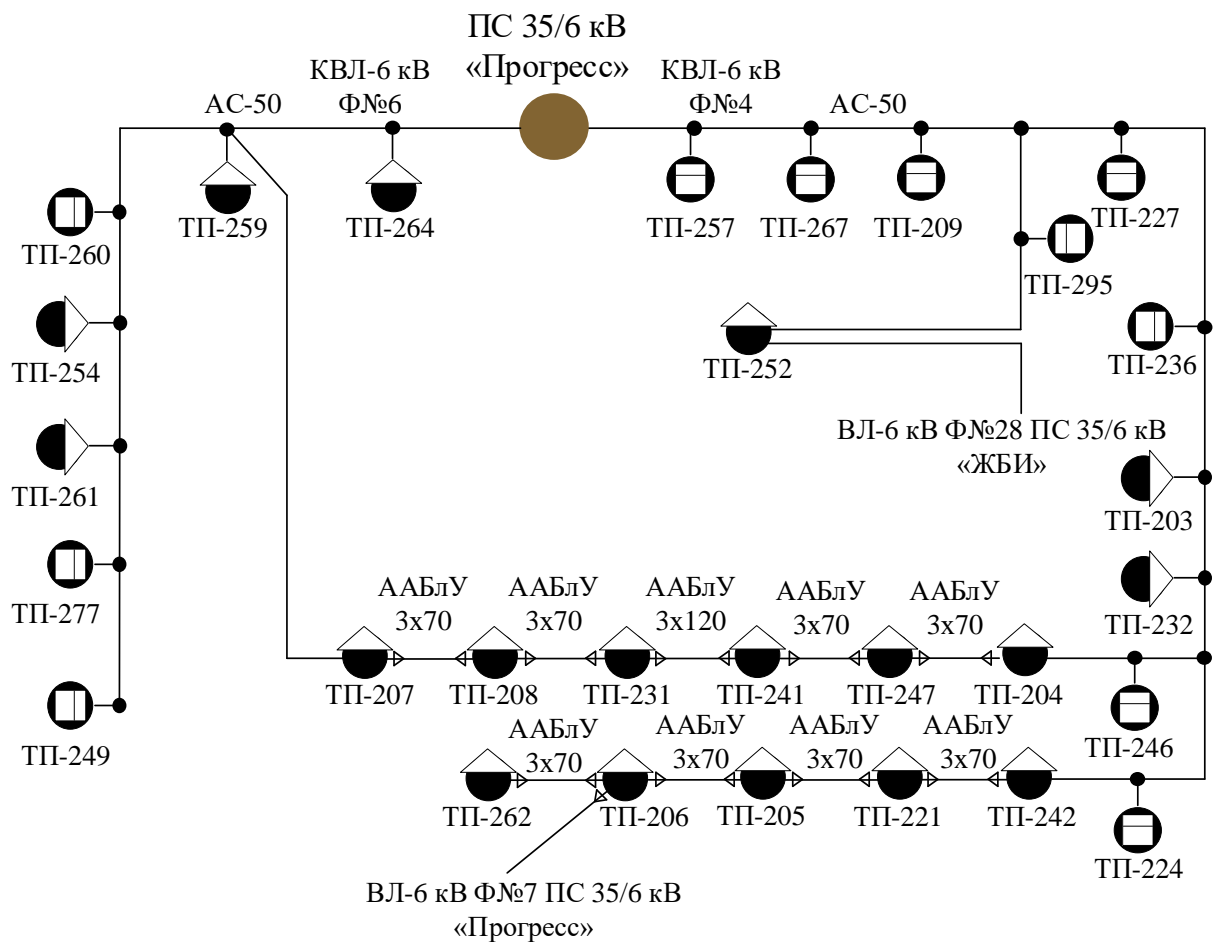 ПС 35/6 кВ
«Прогресс»
КВЛ-6 кВ
Ф№6
КВЛ-6 кВ
Ф№4
АС-50
АС-50
ТП-259
ТП-264
ТП-257
ТП-267
ТП-209
ТП-227
ТП-260
ТП-295
ТП-254
ТП-252
ТП-236
ВЛ-6 кВ Ф№28 ПС 35/6 кВ
«ЖБИ»
ТП-261
ТП-203
ТП-277
ТП-232
ААБлУ
3х70
ААБлУ
3х70
ААБлУ
3х120
ААБлУ
3х70
ААБлУ
3х70
ТП-207
ТП-208
ТП-231
ТП-241
ТП-247
ТП-204
ТП-249
ТП-246
ААБлУ
3х70
ААБлУ
3х70
ААБлУ
3х70
ААБлУ
3х70
ТП-262
ТП-206
ТП-205
ТП-221
ТП-242
ТП-224
ВЛ-6 кВ Ф№7 ПС 35/6 кВ
«Прогресс»